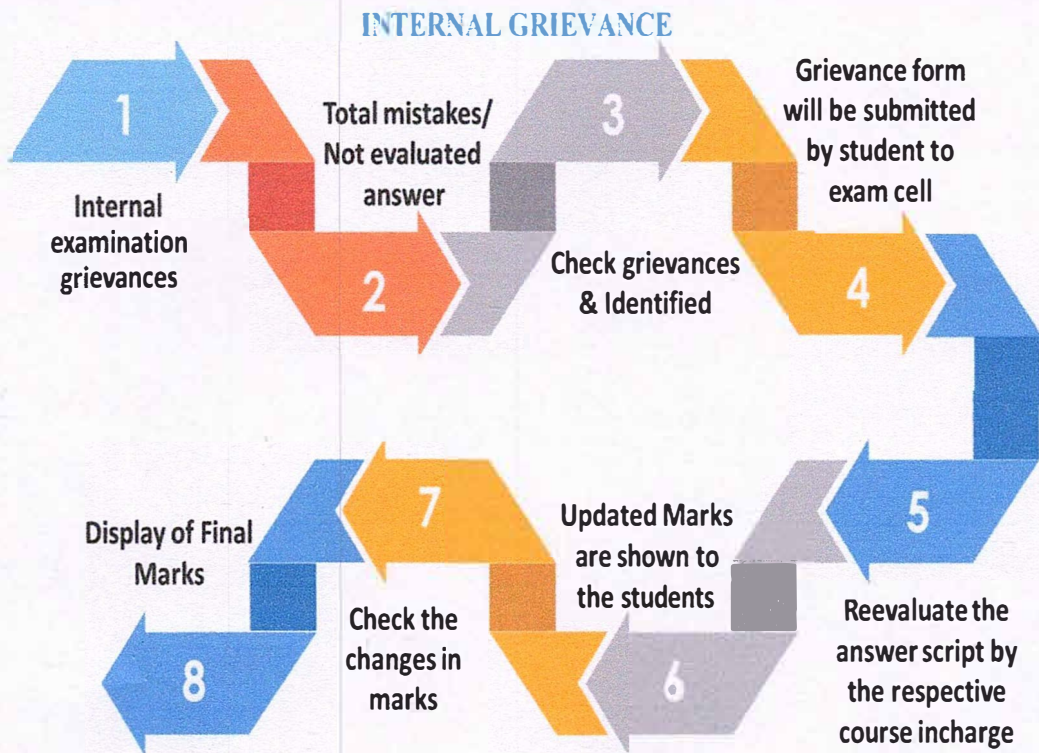 INTERNAL GRIEVANCE
1
Internal
examination
grievances
2
Total mistakes/
Not evaluated
answer
3
Check grievances
& Identified
4
Grievance form
will be submitted
by student to
exam cell
5
Reevaluate the
answer script by
the respective
course incharge
6
Updated Marks
are shown to
the students
7
Check the
changes in
marks
8
Display of Final
Marks